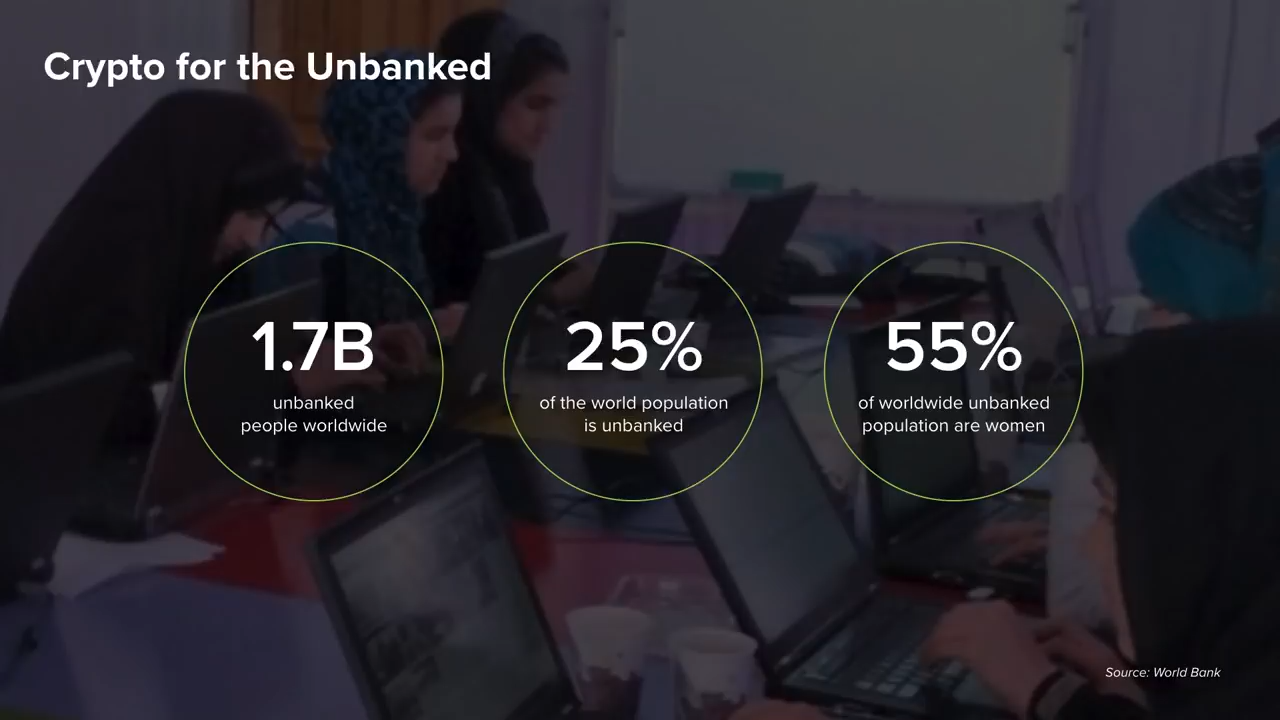 Crypto for the Unbanked
1.7B
unbanked
people worldwide
25%
of the world population
is unbanked
55%
of worldwide unbanked
population are women
Source: World Bank